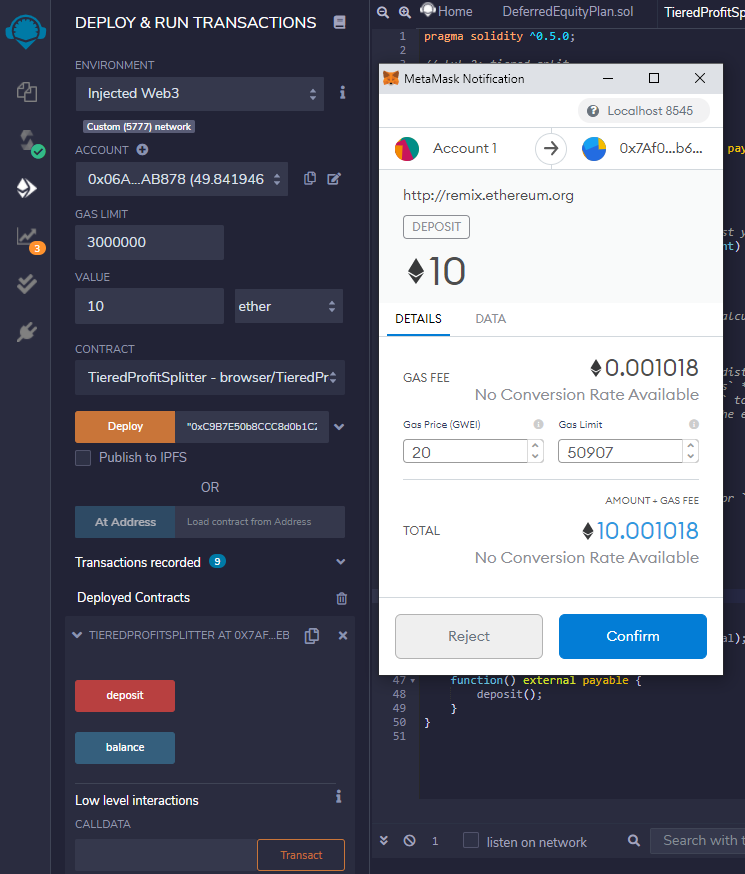 DEPLOY & RUN TRANSACTIONS
ENVIRONMENT
Injected Web3
Custom (5777) network
ACCOUNT
0x06A...AB878 (49.841946
GAS LIMIT
3000000
VALUE
10
ether
CONTRACT
TieredProfitSplitter - browser/TieredPr
Deploy
"0xC9B7E50b8CCC8d0b1C2
Publish to IPFS
OR
At Address
Load contract from Address
Transactions recorded 9
Deployed Contracts
TIEREDPROFITSPLITTER AT 0X7AF...EB
deposit
balance
Low level interactions
CALLDATA
Transact
3
Home
DeferredEquityPlan.sol
TieredProfitSp
1 pragma solidity ^0.5.0;
2
MetaMask Notification
Localhost 8545
Account 1
0x7Af0...b6...
http://remix.ethereum.org
DEPOSIT
10
DETAILS
DATA
GAS FEE
0.001018
No Conversion Rate Available
Gas Price (GWEI)
Gas Limit
20
50907
AMOUNT + GAS FEE
TOTAL
10.001018
No Conversion Rate Available
Reject
Confirm
47 function() external payable {
48 deposit();
49 }
50 }
51
1
listen on network
Search with t